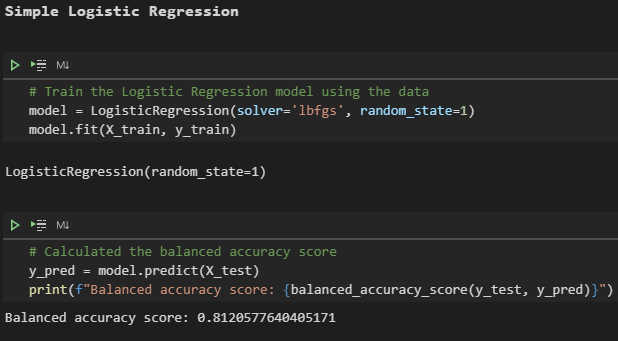 Simple Logistic Regression
M↓
# Train the Logistic Regression model using the data
model = LogisticRegression(solver='lbfgs', random_state=1)
model.fit(X_train, y_train)
LogisticRegression(random_state=1)
M↓
# Calculated the balanced accuracy score
y_pred = model.predict(X_test)
print(f"Balanced accuracy score: {balanced_accuracy_score(y_test, y_pred)}")
Balanced accuracy score: 0.8120577640405171